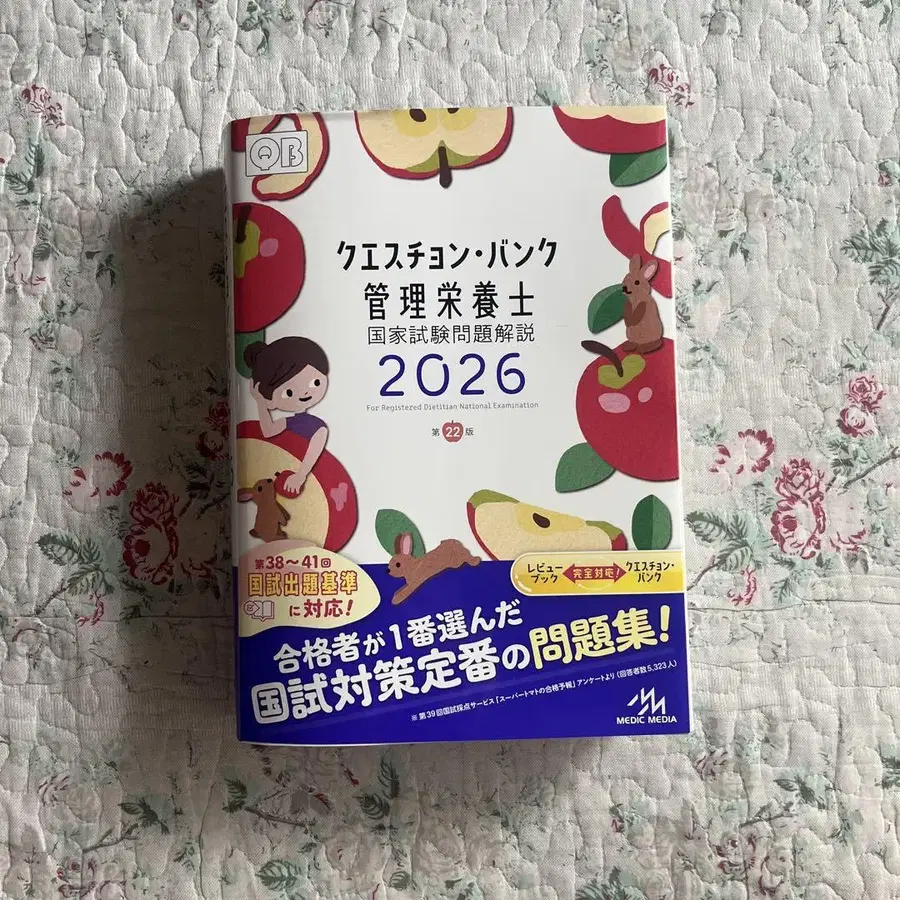 QB
クエスチョン・バンク
管理栄養士
国家試験問題解説
2026
For Registered Dietitian National Examination
第22版
第38〜41回
国試出題基準
に対応!
レビュー
ブック
完全対応!
クエスチョン・
バンク
合格者が1番選んだ
国試対策定番の問題集!
※第39回国試採点サービス「スーパートマトの合格予報」アンケートより(回答者数5,323人)
MEDIC MEDIA